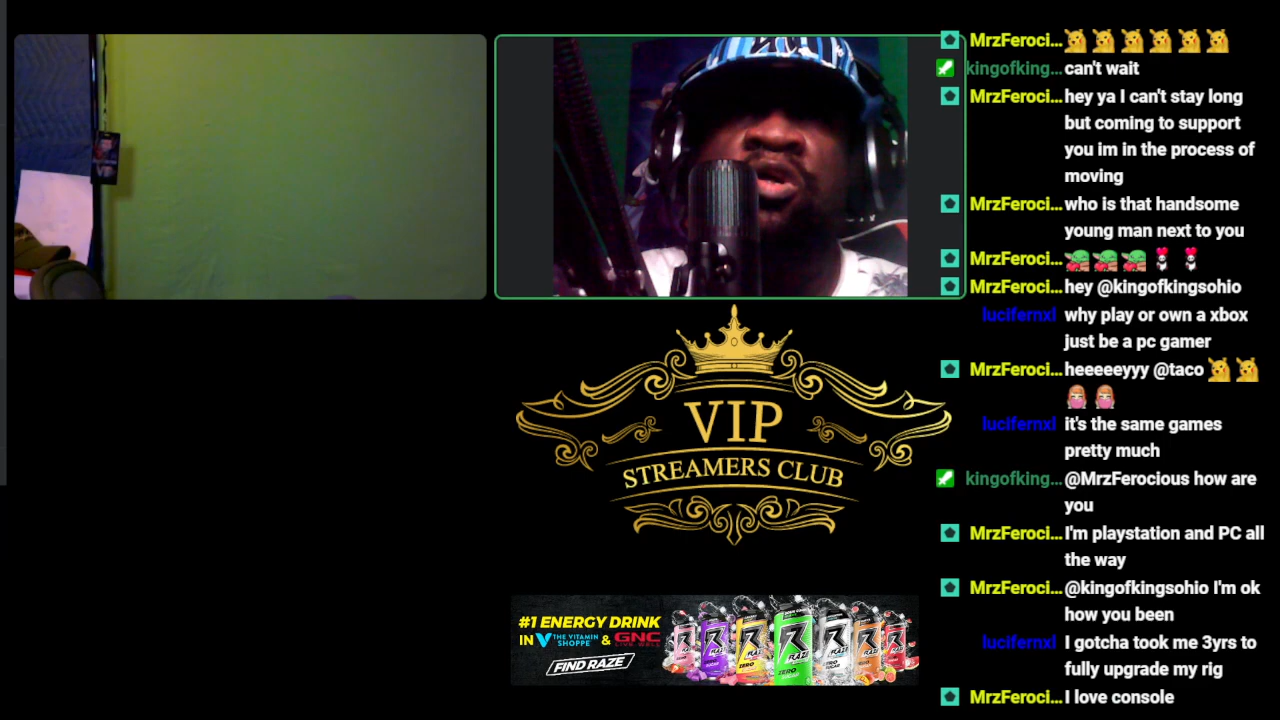 MrzFeroci...
kingofking... can't wait
MrzFeroci... hey ya I can't stay long
but coming to support
you im in the process of
moving
MrzFeroci... who is that handsome
young man next to you
MrzFeroci...
MrzFeroci... hey @kingofkingsohio
lucifernxl why play or own a xbox
just be a pc gamer
MrzFeroci... heeeeeyyy @taco
lucifernxl it's the same games
pretty much
kingofking... @MrzFerocious how are
you
MrzFeroci... I'm playstation and PC all
the way
MrzFeroci... @kingofkingsohio I'm ok
how you been
lucifernxl I gotcha took me 3yrs to
fully upgrade my rig
MrzFeroci... I love console
VIP
STREAMERS CLUB
#1 ENERGY DRINK
IN THE VITAMIN SHOPPE & GNC LIVE WELL
FIND RAZE